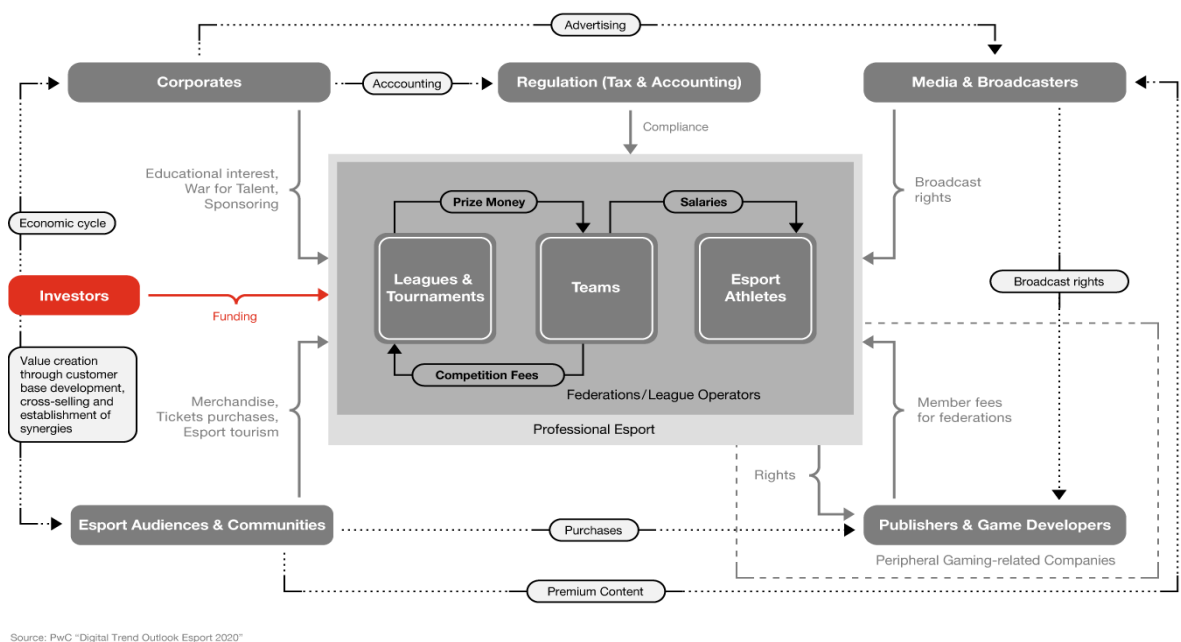 Advertising
Corporates
Acccounting
Regulation (Tax & Accounting)
Media & Broadcasters
Compliance
Educational interest,
War for Talent,
Sponsoring
Broadcast
rights
Prize Money
Salaries
Economic cycle
Leagues &
Tournaments
Teams
Esport
Athletes
Investors
Funding
Broadcast rights
Value creation
through customer
base development,
cross-selling and
establishment of
synergies
Competition Fees
Federations/League Operators
Merchandise,
Tickets purchases,
Esport tourism
Member fees
for federations
Professional Esport
Rights
Esport Audiences & Communities
Purchases
Publishers & Game Developers
Peripheral Gaming-related Companies
Premium Content
Source: PwC “Digital Trend Outlook Esport 2020”